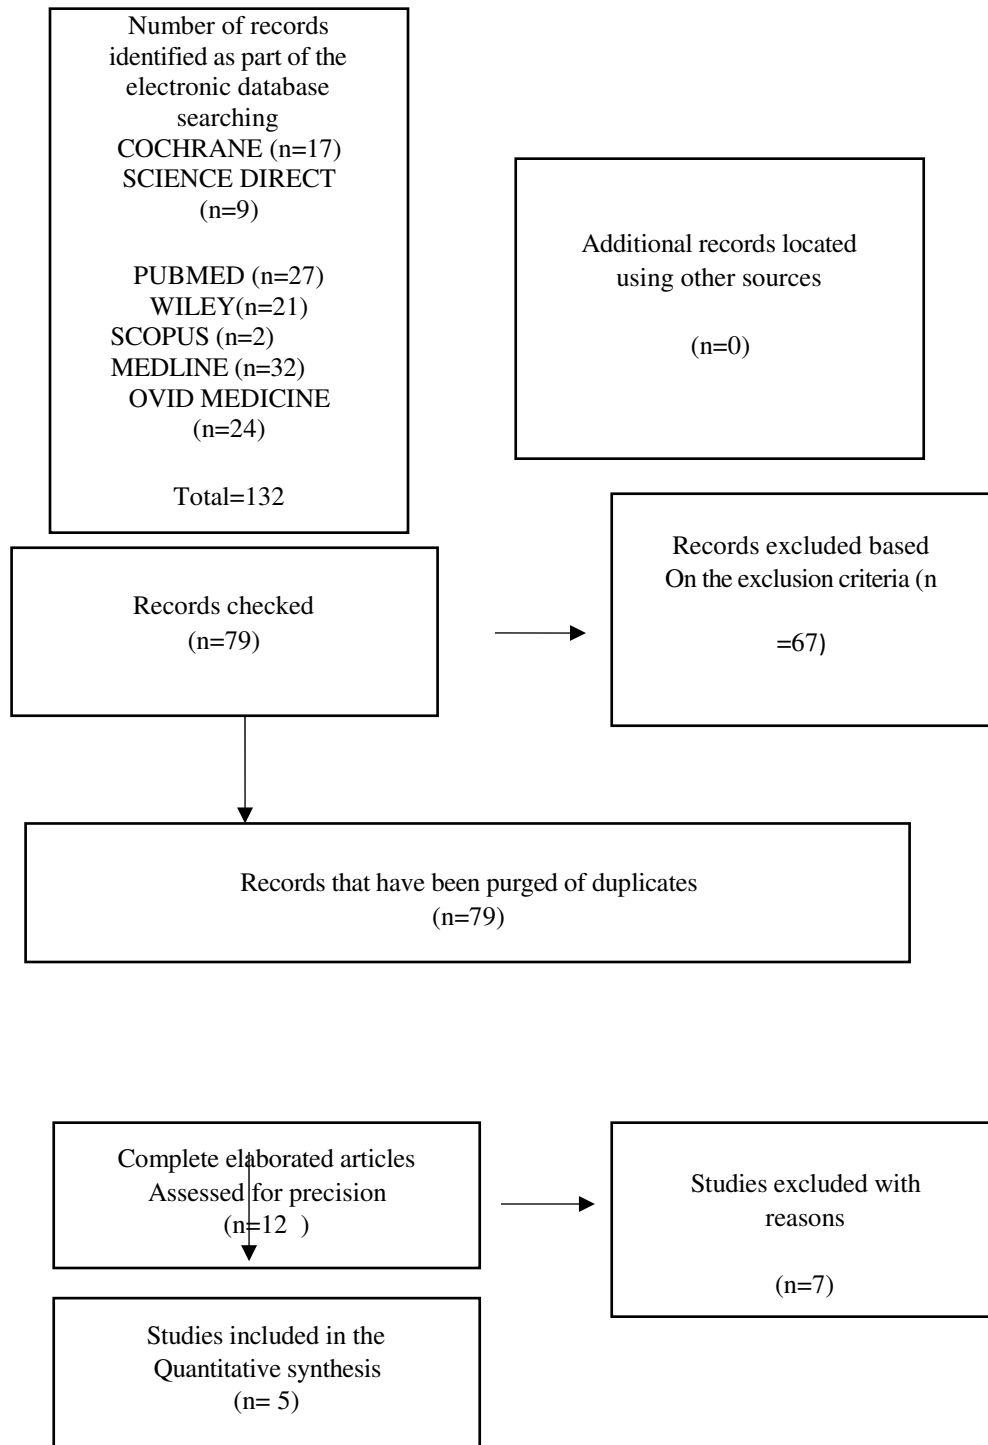 Number of records
identified as part of the
electronic database
searching
COCHRANE (n=17)
SCIENCE DIRECT
(n=9)
PUBMED (n=27)
WILEY(n=21)
SCOPUS (n=2)
MEDLINE (n=32)
OVID MEDICINE
(n=24)
Total=132
Additional records located
using other sources
(n=0)
Records checked
(n=79)
Records excluded based
On the exclusion criteria (n
=67)
Records that have been purged of duplicates
(n=79)
Complete elaborated articles
Assessed for precision
(n=12 )
Studies excluded with
reasons
(n=7)
Studies included in the
Quantitative synthesis
(n= 5)